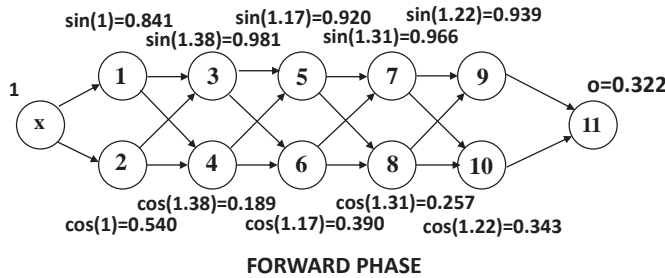 sin(1)=0.841
sin(1.38)=0.981
sin(1.17)=0.920
sin(1.31)=0.966
sin(1.22)=0.939
1
1
3
5
7
9
o=0.322
x
11
2
4
6
8
10
cos(1)=0.540
cos(1.38)=0.189
cos(1.17)=0.390
cos(1.31)=0.257
cos(1.22)=0.343
FORWARD PHASE